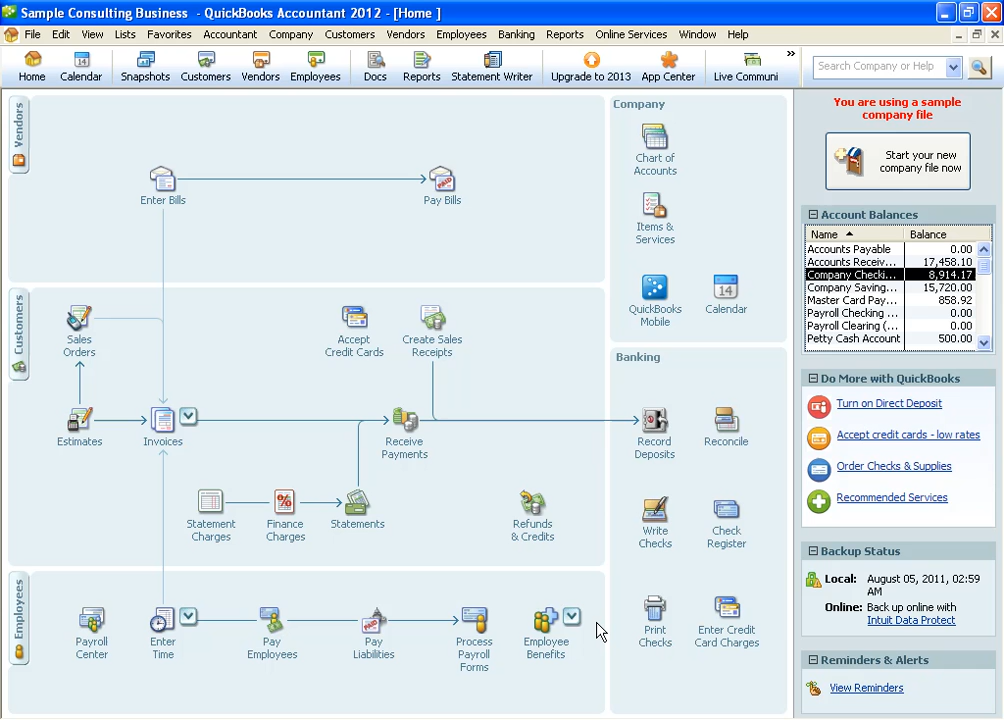 Sample Consulting Business - QuickBooks Accountant 2012 - [Home ]
File Edit View Lists Favorites Accountant Company Customers Vendors Employees Banking Reports Online Services Window Help
Home Calendar Snapshots Customers Vendors Employees Docs Reports Statement Writer Upgrade to 2013 App Center Live Communi »
Search Company or Help
Vendors
Enter Bills
Pay Bills
Customers
Sales
Orders
Accept
Credit Cards
Create Sales
Receipts
Estimates
Invoices
Receive
Payments
Statement
Charges
Finance
Charges
Statements
Refunds
& Credits
Employees
Payroll
Center
Enter
Time
Pay
Employees
Pay
Liabilities
Process
Payroll
Forms
Employee
Benefits
Company
Chart of
Accounts
Items &
Services
QuickBooks
Mobile
14
Calendar
Banking
Record
Deposits
Reconcile
Write
Checks
Check
Register
Print
Checks
Enter Credit
Card Charges
You are using a sample
company file
Start your new
company file now
Account Balances
Name Balance
Accounts Payable 0.00
Accounts Receiv... 17,458.10
Company Checki... 8,914.17
Company Saving... 15,720.00
Master Card Pay... 858.92
Payroll Checking ... 0.00
Payroll Clearing (... 0.00
Petty Cash Account 500.00
Do More with QuickBooks
Turn on Direct Deposit
Accept credit cards - low rates
Order Checks & Supplies
Recommended Services
Backup Status
Local: August 05, 2011, 02:59
AM
Online: Back up online with
Intuit Data Protect
Reminders & Alerts
View Reminders